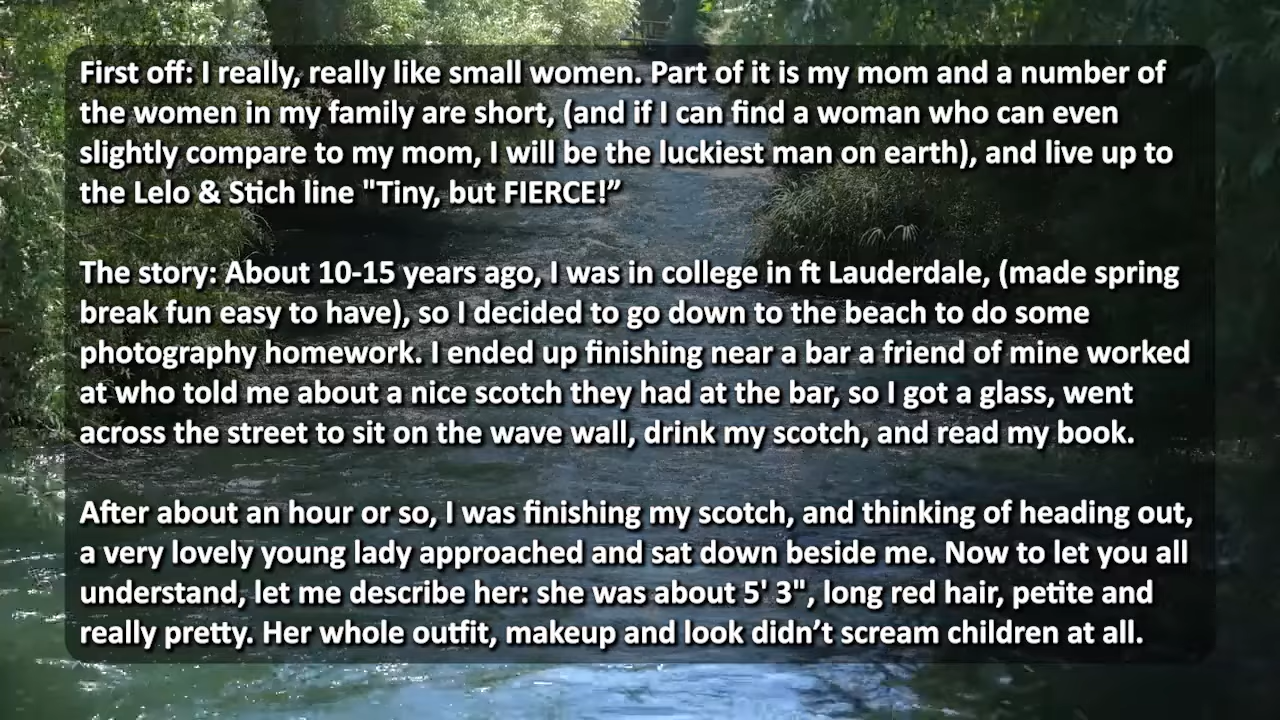 First off: I really, really like small women. Part of it is my mom and a number of
the women in my family are short, (and if I can find a woman who can even
slightly compare to my mom, I will be the luckiest man on earth), and live up to
the Lelo & Stich line "Tiny, but FIERCE!”
The story: About 10-15 years ago, I was in college in ft Lauderdale, (made spring
break fun easy to have), so I decided to go down to the beach to do some
photography homework. I ended up finishing near a bar a friend of mine worked
at who told me about a nice scotch they had at the bar, so I got a glass, went
across the street to sit on the wave wall, drink my scotch, and read my book.
After about an hour or so, I was finishing my scotch, and thinking of heading out,
a very lovely young lady approached and sat down beside me. Now to let you all
understand, let me describe her: she was about 5' 3", long red hair, petite and
really pretty. Her whole outfit, makeup and look didn’t scream children at all.